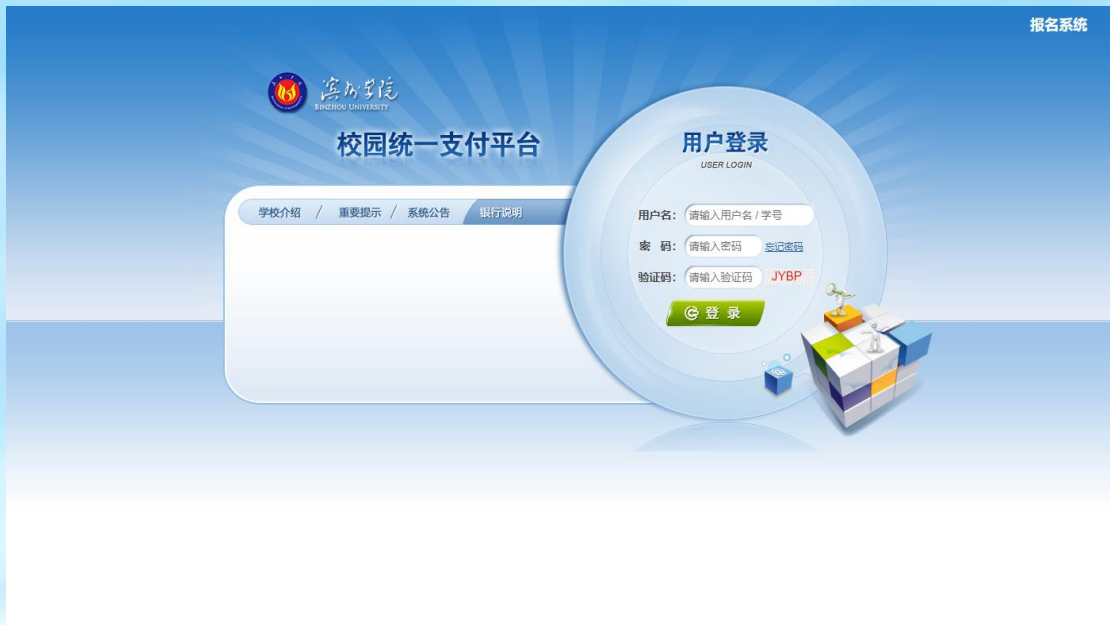 报名系统
滨州学院
BINZHOU UNIVERSITY
校园统一支付平台
用户登录
USER LOGIN
学校介绍 / 重要提示 / 系统公告 银行说明
用户名： 请输入用户名 / 学号
密 码： 请输入密码 忘记密码
验证码： 请输入验证码 JYBP
登 录